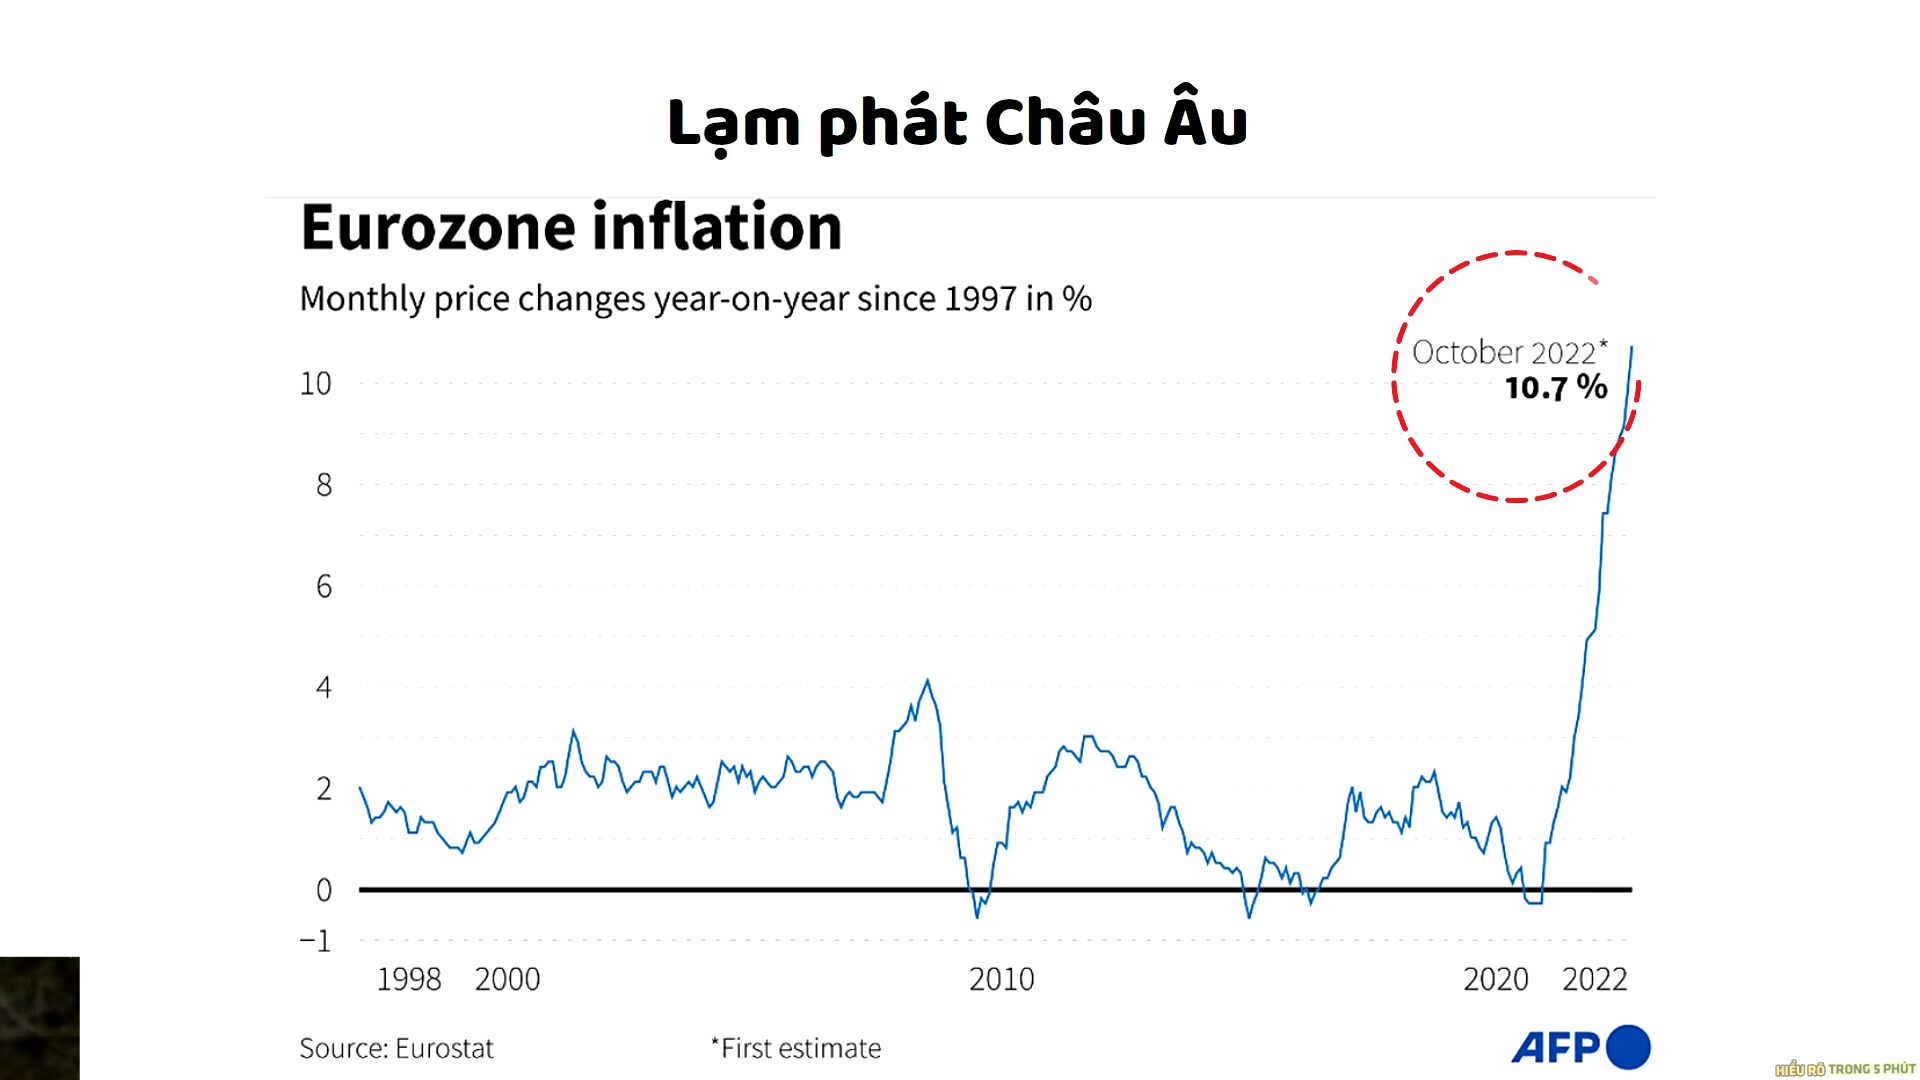 Lạm phát Châu Âu
Eurozone inflation
Monthly price changes year-on-year since 1997 in %
October 2022*
10.7 %
10
8
6
4
2
0
−1
1998 2000 2010 2020 2022
Source: Eurostat *First estimate AFP
HIỂU RÕ TRONG 5 PHÚT